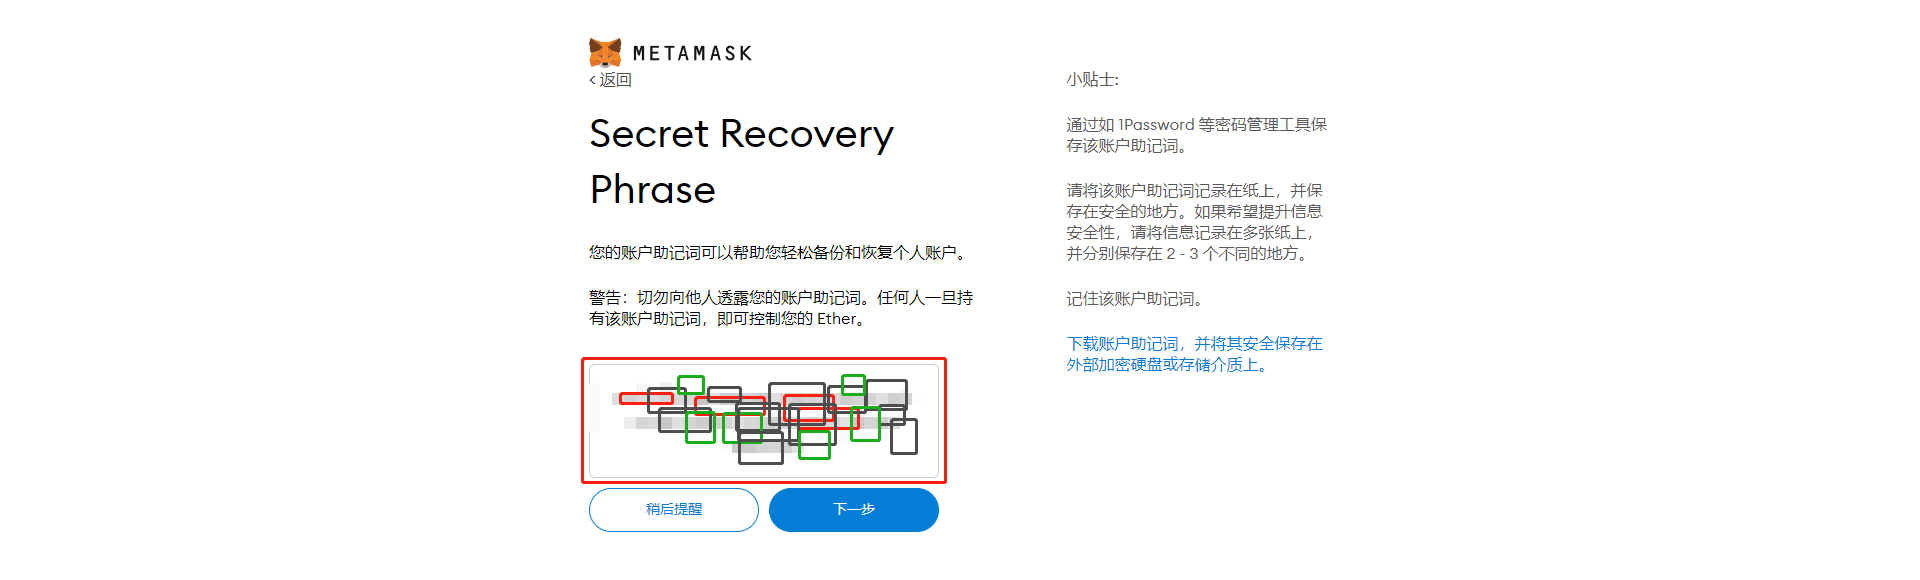 METAMASK
< 返回
Secret Recovery
Phrase
您的账户助记词可以帮助您轻松备份和恢复个人账户。
警告：切勿向他人透露您的账户助记词。任何人一旦持
有该账户助记词，即可控制您的 Ether。
稍后提醒
下一步
小贴士:
通过如 1Password 等密码管理工具保
存该账户助记词。
请将该账户助记词记录在纸上，并保
存在安全的地方。如果希望提升信息
安全性，请将信息记录在多张纸上，
并分别保存在 2 - 3 个不同的地方。
记住该账户助记词。
下载账户助记词，并将其安全保存在
外部加密硬盘或存储介质上。